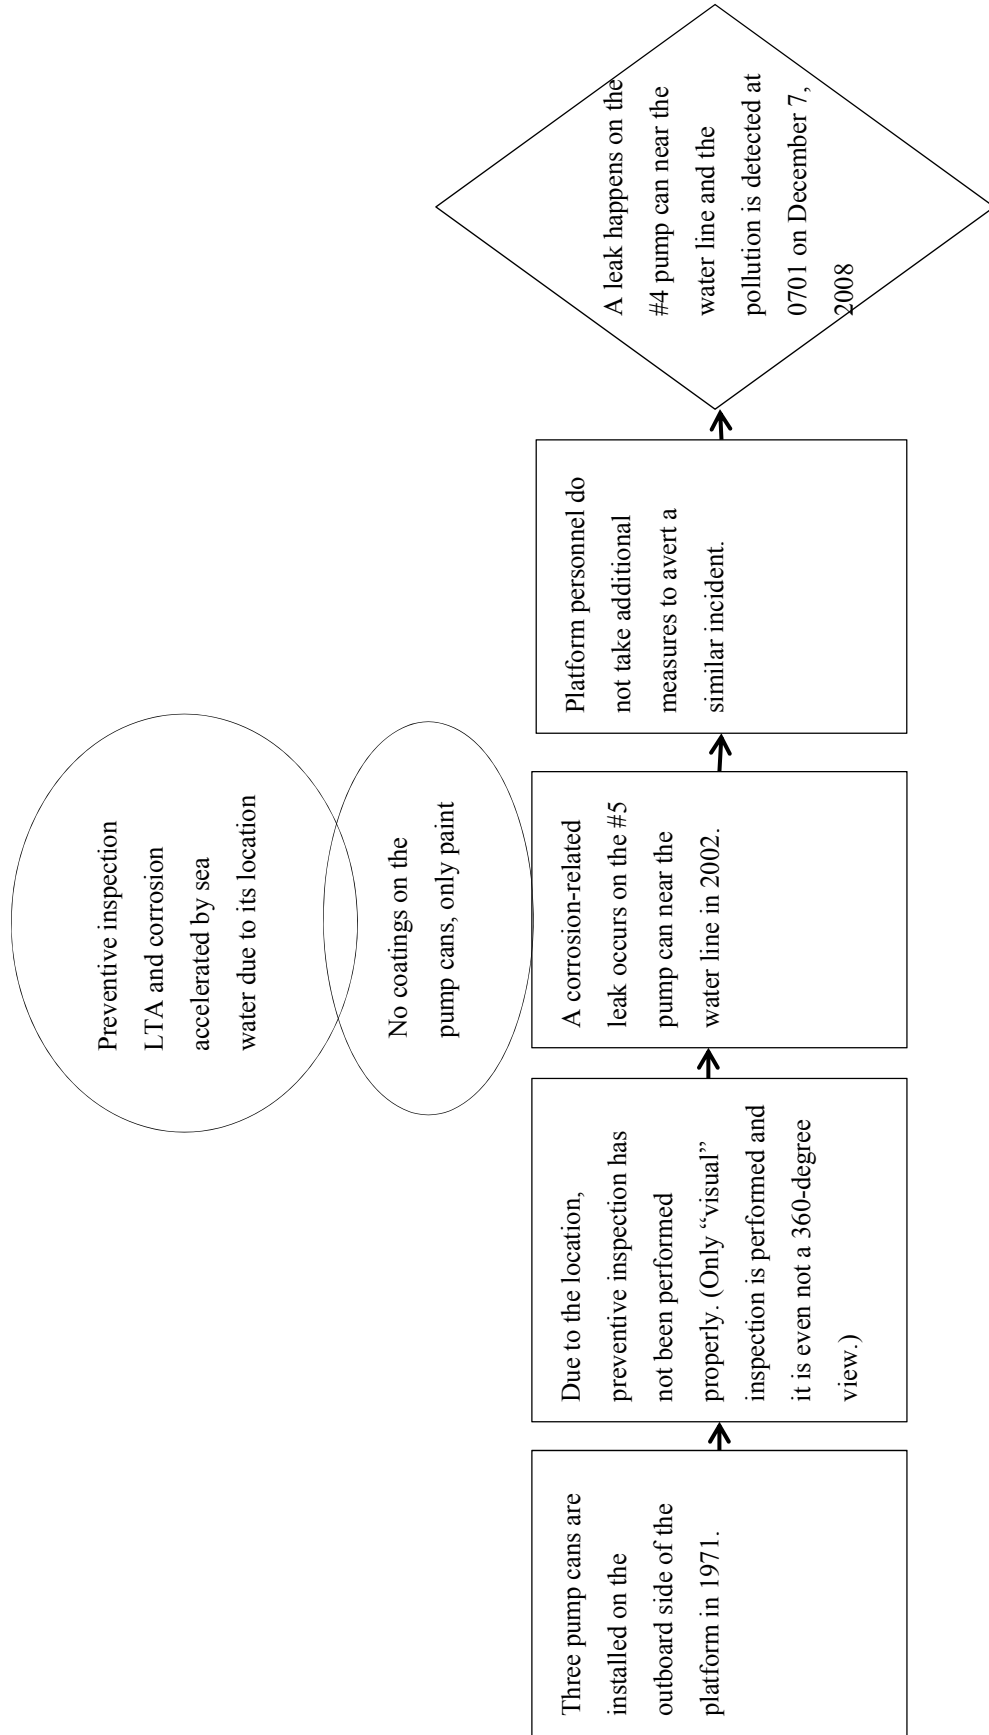 Preventive inspection
LTA and corrosion
accelerated by sea
water due to its location
No coatings on the
pump cans, only paint
Three pump cans are
installed on the
outboard side of the
platform in 1971.
Due to the location,
preventive inspection has
not been performed
properly. (Only “visual”
inspection is performed and
it is even not a 360-degree
view.)
A corrosion-related
leak occurs on the #5
pump can near the
water line in 2002.
Platform personnel do
not take additional
measures to avert a
similar incident.
A leak happens on the
#4 pump can near the
water line and the
pollution is detected at
0701 on December 7,
2008